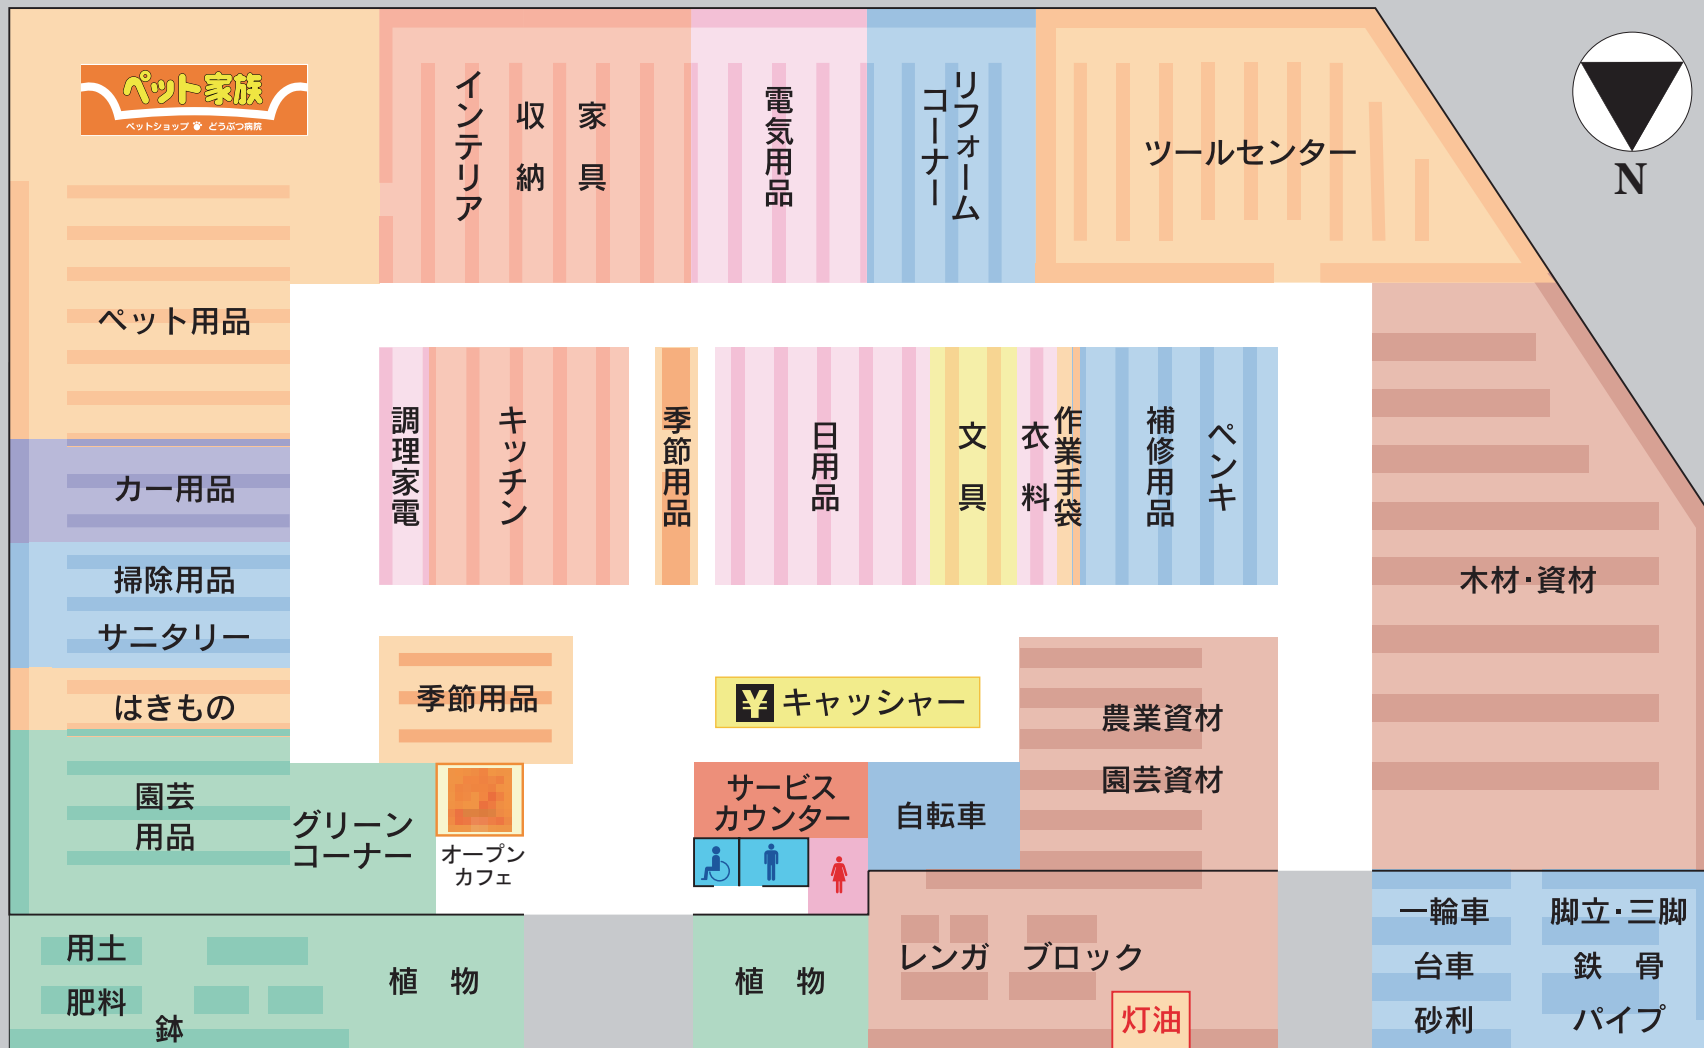 ペット家族
ペットショップ どうぶつ病院
インテリア
収納
家具
電気用品
リフォーム
コーナー
ツールセンター
N
ペット用品
カー用品
掃除用品
サニタリー
はきもの
園芸
用品
グリーン
コーナー
調理家電
キッチン
季節用品
日用品
文具
衣料
作業手袋
補修用品
ペンキ
木材・資材
季節用品
¥キャッシャー
オープン
カフェ
サービス
カウンター
自転車
農業資材
園芸資材
用土
肥料
鉢
植物
植物
レンガ ブロック
灯油
一輪車
台車
砂利
脚立・三脚
鉄骨
パイプ